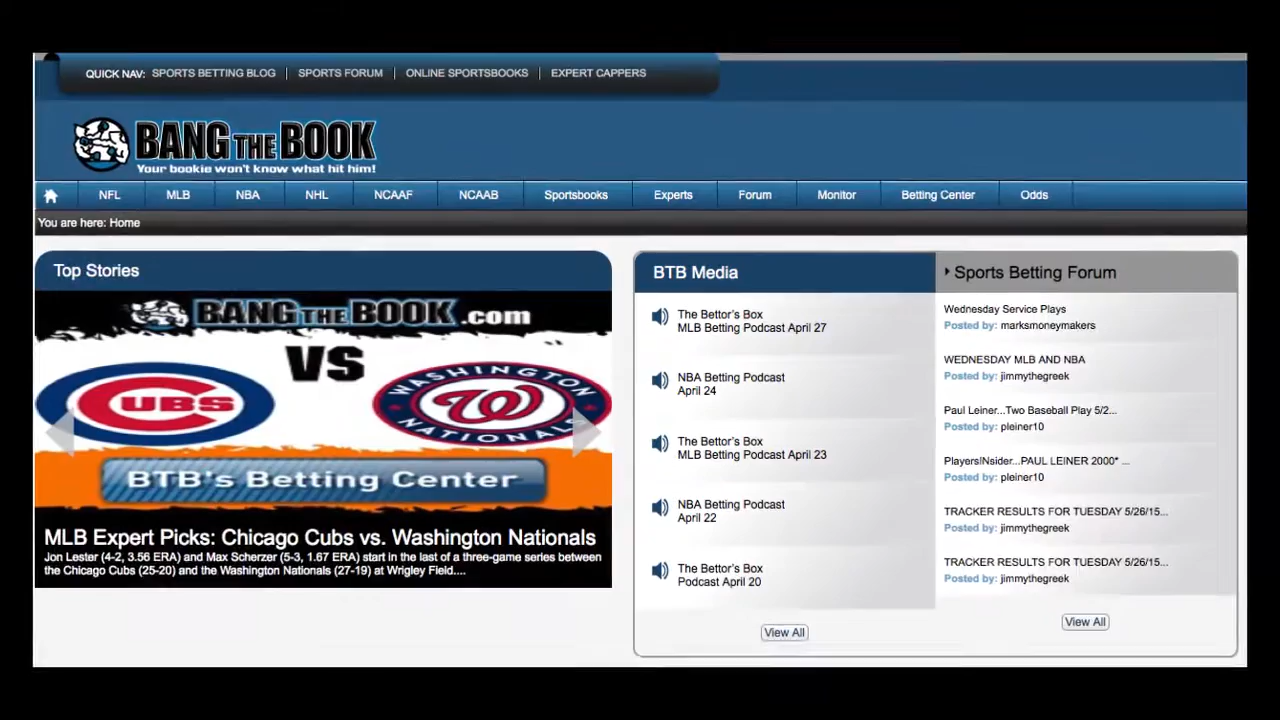 QUICK NAV: SPORTS BETTING BLOG | SPORTS FORUM | ONLINE SPORTSBOOKS | EXPERT CAPPERS
BANG THE BOOK
Your bookie won't know what hit him!
NFL MLB NBA NHL NCAAF NCAAB Sportsbooks Experts Forum Monitor Betting Center Odds
You are here: Home
Top Stories
BANG THE BOOK.com
VS
CUBS
WASHINGTON
W
NATIONALS
BTB's Betting Center
MLB Expert Picks: Chicago Cubs vs. Washington Nationals
Jon Lester (4-2, 3.56 ERA) and Max Scherzer (5-3, 1.67 ERA) start in the last of a three-game series between
the Chicago Cubs (25-20) and the Washington Nationals (27-19) at Wrigley Field....
BTB Media
The Bettor's Box
MLB Betting Podcast April 27
NBA Betting Podcast
April 24
The Bettor's Box
MLB Betting Podcast April 23
NBA Betting Podcast
April 22
The Bettor's Box
Podcast April 20
View All
Sports Betting Forum
Wednesday Service Plays
Posted by: marksmoneymakers
WEDNESDAY MLB AND NBA
Posted by: jimmythegreek
Paul Leiner...Two Baseball Play 5/2...
Posted by: pleiner10
Players!Nsider...PAUL LEINER 2000* ...
Posted by: pleiner10
TRACKER RESULTS FOR TUESDAY 5/26/15...
Posted by: jimmythegreek
TRACKER RESULTS FOR TUESDAY 5/26/15...
Posted by: jimmythegreek
View All